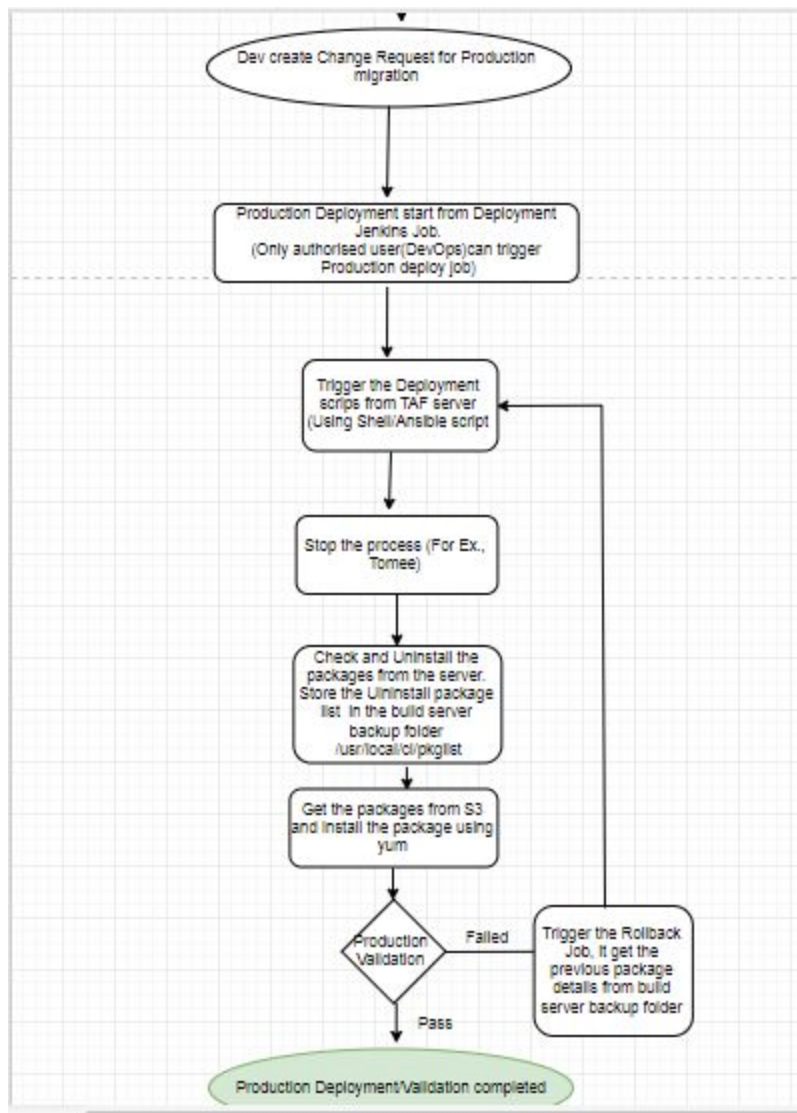 Dev create Change Request for Production
migration
Production Deployment start from Deployment
Jenkins Job.
(Only authorised user(DevOps)can trigger
Production deploy job)
Trigger the Deployment
scrips from TAF server
(Using Shell/Ansible script
Stop the process (For Ex.,
Tomee)
Check and Uninstall the
packages from the server.
Store the Uininstall package
list in the build server
backup folder
/usr/local/ci/pkglist
Get the packages from S3
and install the package using
yum
Production
Validation
Failed
Trigger the Rollback
Job, It get the
previous package
details from build
server backup folder
Pass
Production Deployment/Validation completed